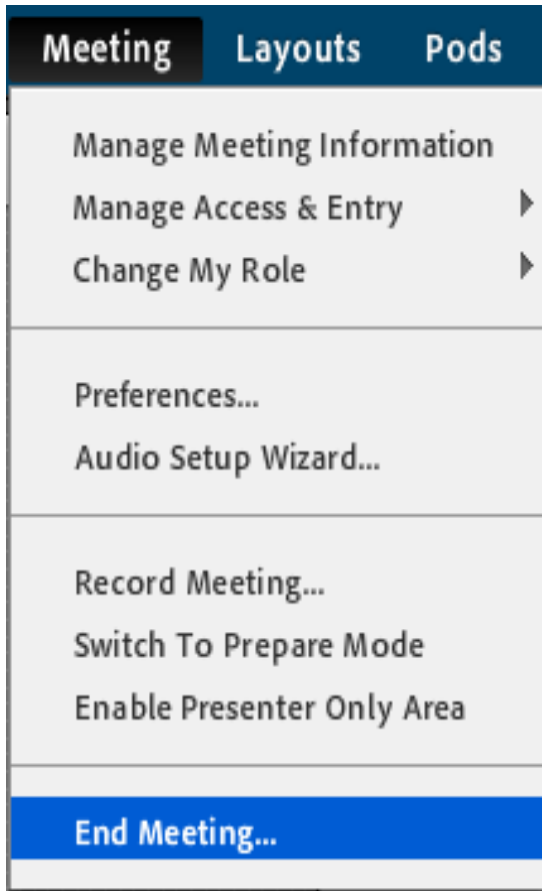 Meeting Layouts Pods
Manage Meeting Information
Manage Access & Entry
Change My Role
Preferences...
Audio Setup Wizard...
Record Meeting...
Switch To Prepare Mode
Enable Presenter Only Area
End Meeting...